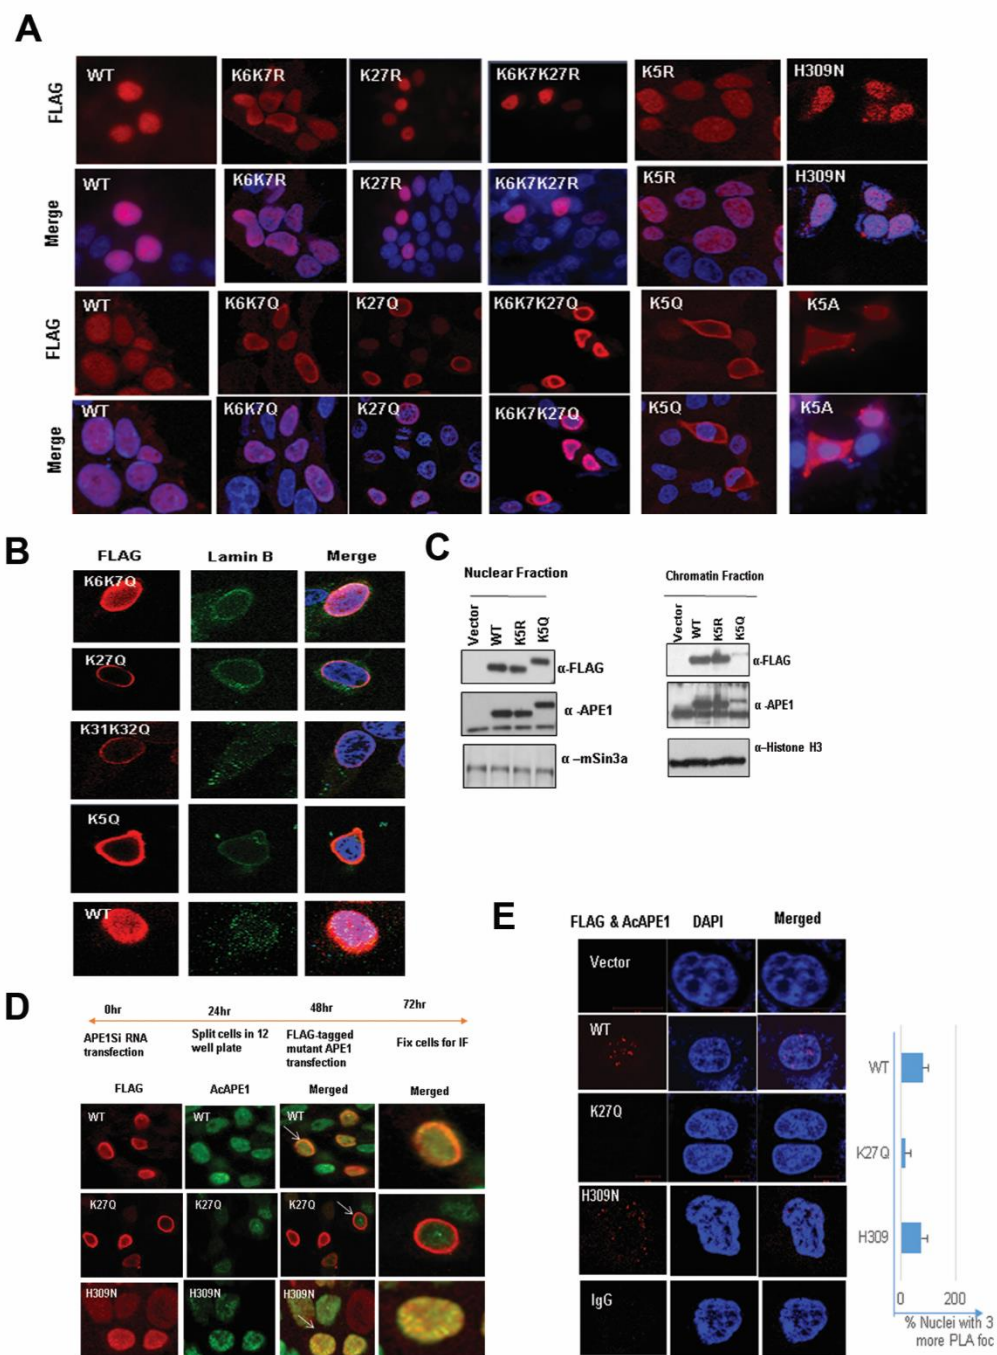 A
FLAG
WT K6K7R K27R K6K7K27R K5R H309N
Merge
WT K6K7R K27R K6K7K27R K5R H309N
FLAG
WT K6K7Q K27Q K6K7K27Q K5Q K5A
Merge
WT K6K7Q K27Q K6K7K27Q K5Q K5A
B
FLAG Lamin B Merge
K6K7Q
K27Q
K31K32Q
K5Q
WT
C
Nuclear Fraction
Vector WT K5R K5Q
α-FLAG
α -APE1
α –mSin3a
Chromatin Fraction
Vector WT K5R K5Q
α-FLAG
α -APE1
α–Histone H3
D
0hr 24hr 48hr 72hr
APE1Si RNA
transfection
Split cells in 12
well plate
FLAG-tagged
mutant APE1
transfection
Fix cells for IF
FLAG AcAPE1 Merged Merged
WT WT WT
K27Q K27Q K27Q
H309N H309N H309N
E
FLAG & AcAPE1 DAPI Merged
Vector
WT
K27Q
H309N
IgG
WT
K27Q
H309
0 200
% Nuclei with 3
more PLA foc